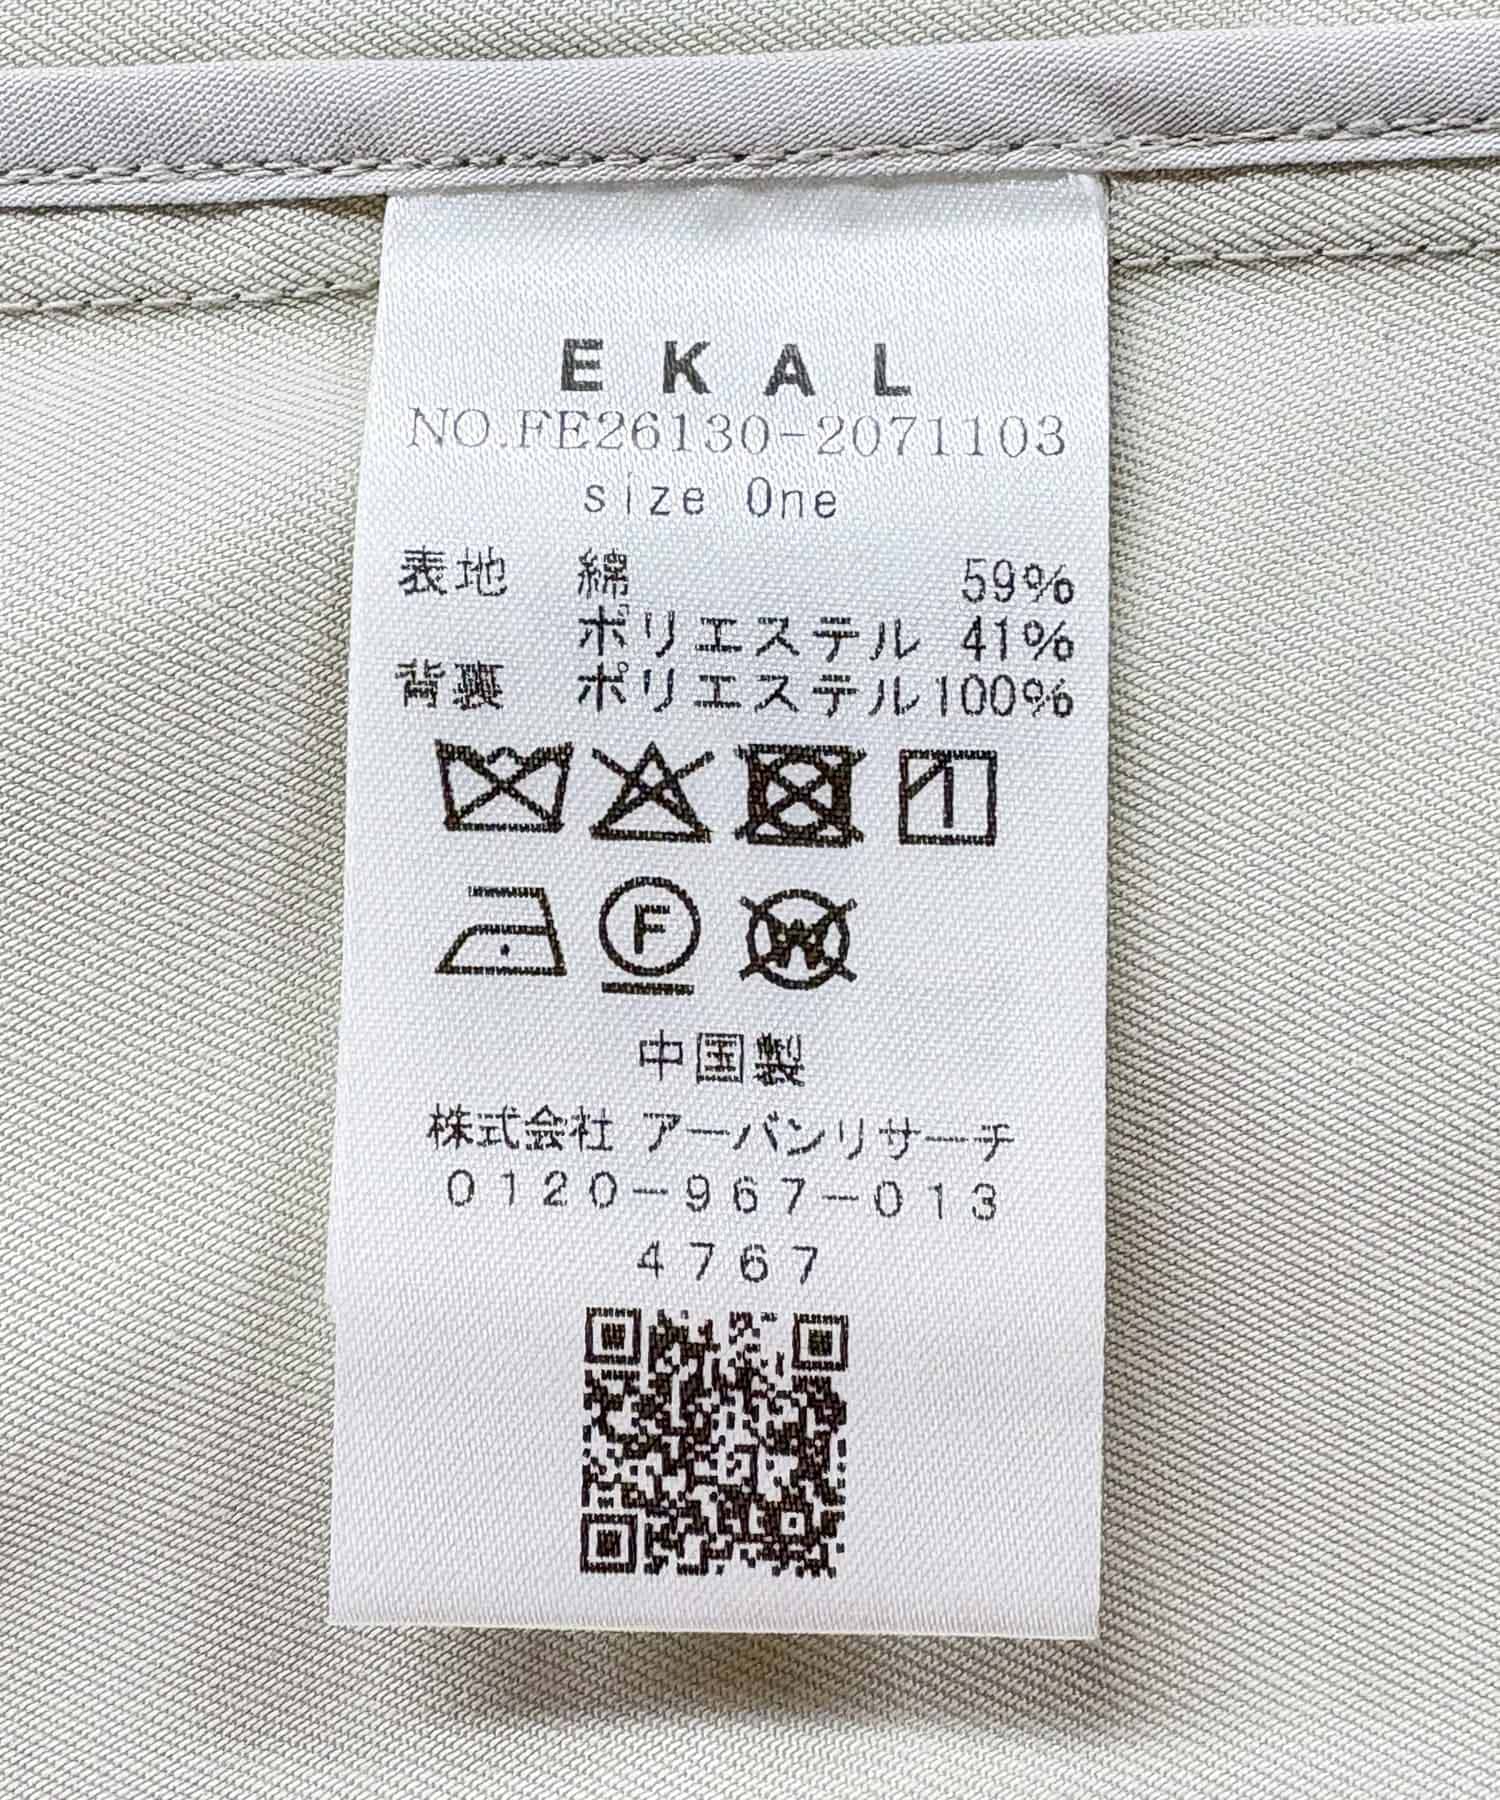 EKAL
NO.FE26130-2071103
size One
表地 綿 59%
ポリエステル 41%
背裏 ポリエステル100%
F
W
中国製
株式会社 アーバンリサーチ
0120-967-013
4767